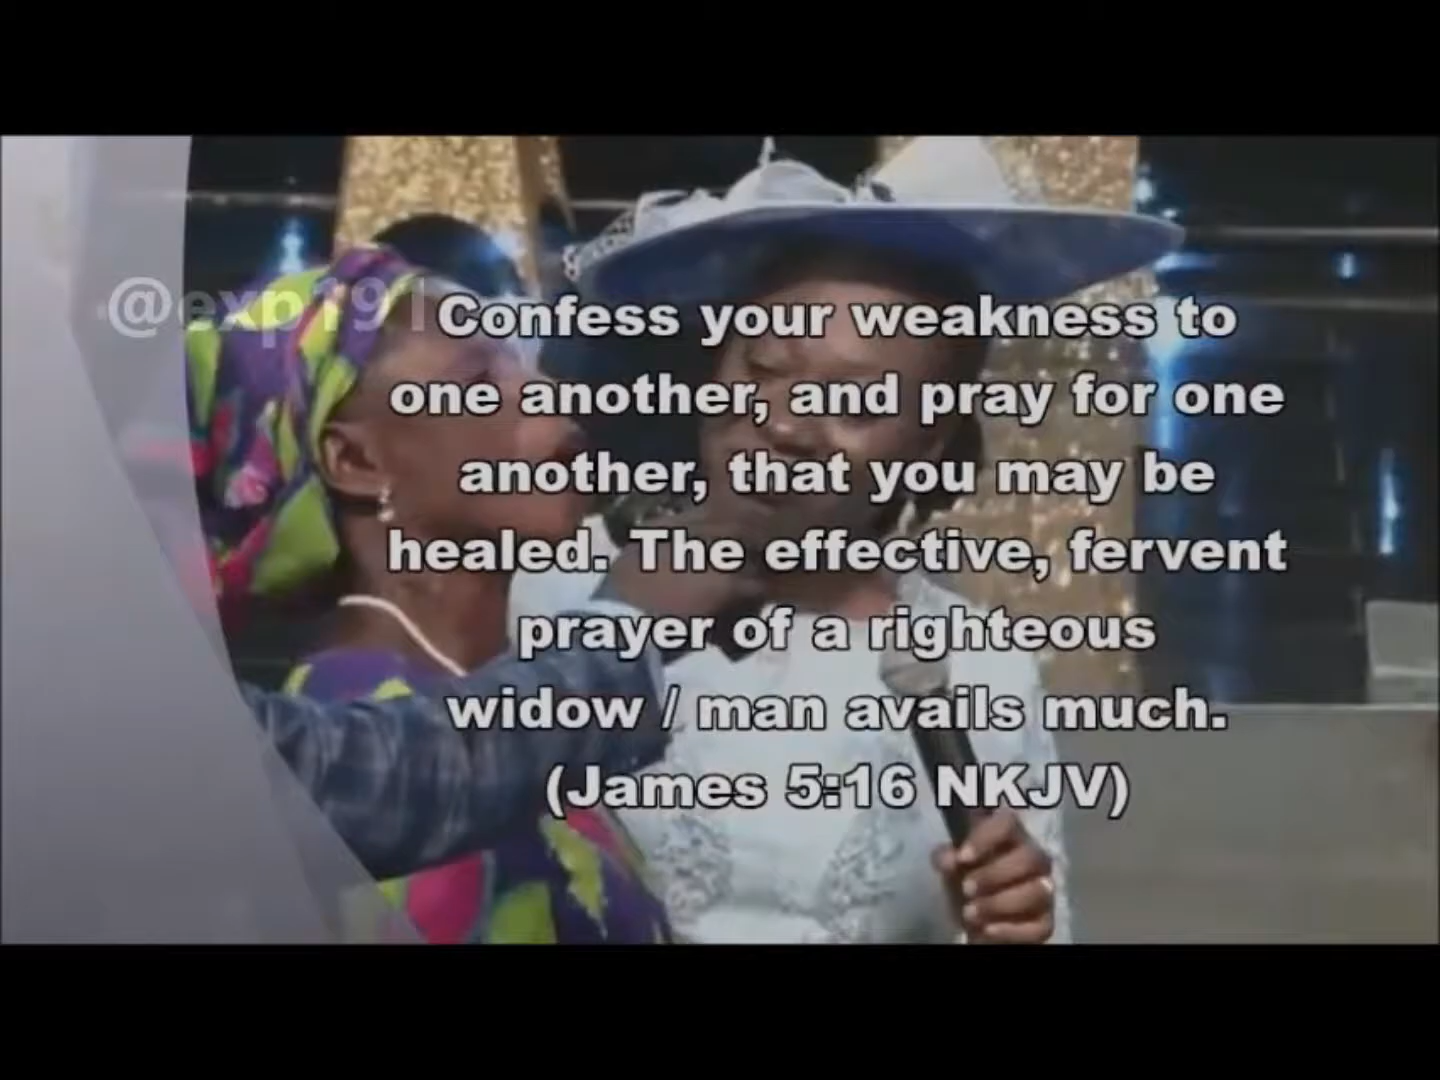 @exp19
Confess your weakness to
one another, and pray for one
another, that you may be
healed. The effective, fervent
prayer of a righteous
widow / man avails much.
(James 5:16 NKJV)